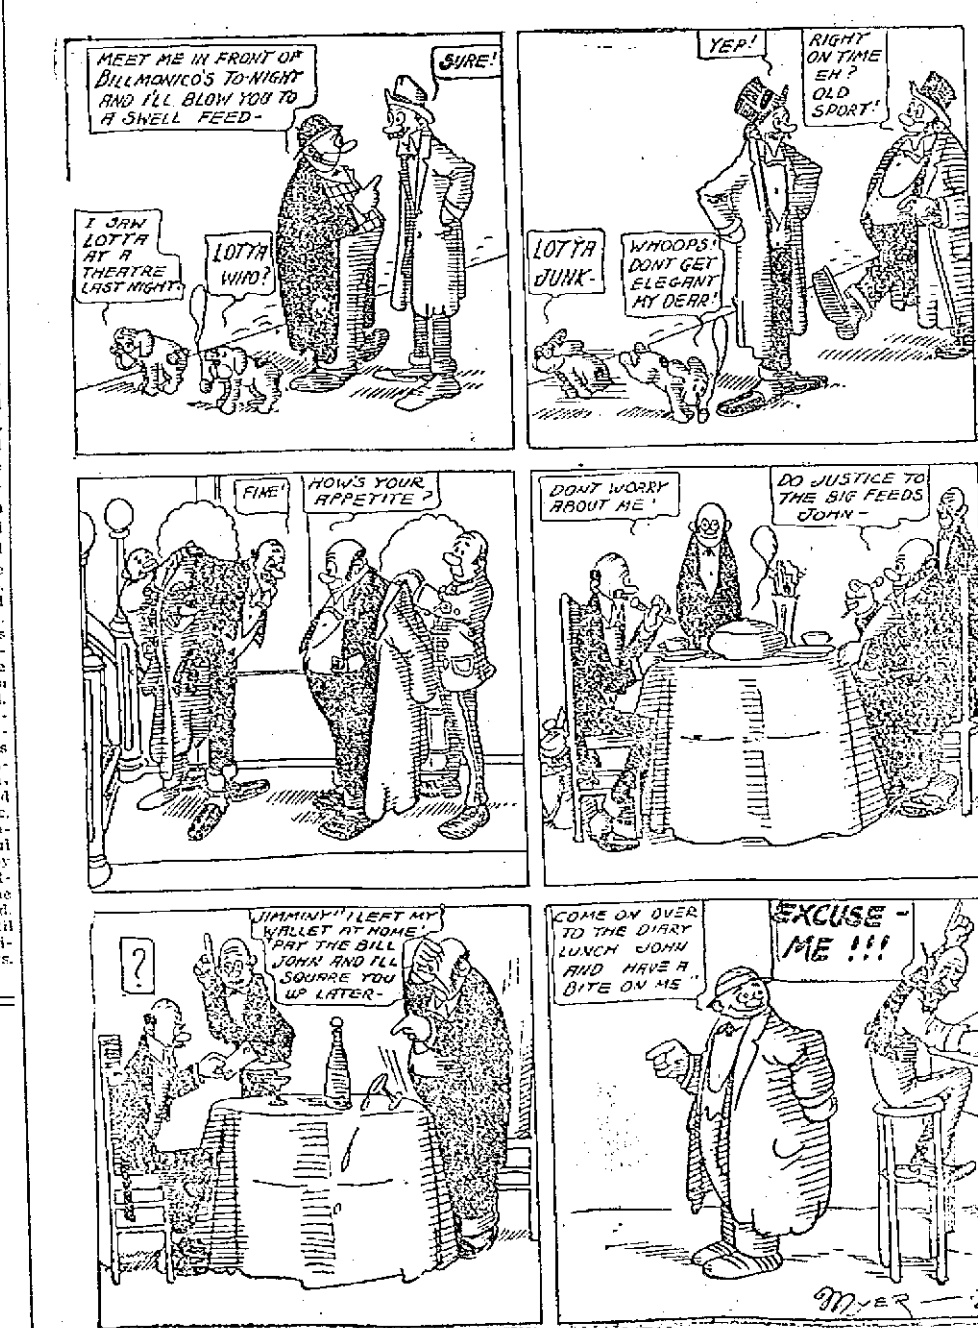 MEET ME IN FRONT OF
BILLMONICO'S TO-NIGHT
AND I'LL BLOW YOU TO
A SWELL FEED-
SURE!
I SAW
LOTTA
AT A
THEATRE
LAST NIGHT.
LOTTA
WHO?
YEP!
RIGHT
ON TIME
EH?
OLD
SPORT!
LOTTA
JUNK-
WHOOPS!
DONT GET
ELEGANT
MY DEAR!
FINE!
HOW'S YOUR
APPETITE?
DONT WORRY
ABOUT ME!
DO JUSTICE TO
THE BIG FEEDS
JOHN-
?
JIMMINY! I LEFT MY
WALLET AT HOME!
PAY THE BILL
JOHN AND I'LL
SQUARE YOU
UP LATER-
COME ON OVER
TO THE DIARY
LUNCH JOHN
AND HAVE A
BITE ON ME
EXCUSE-
ME!!!
MYER-